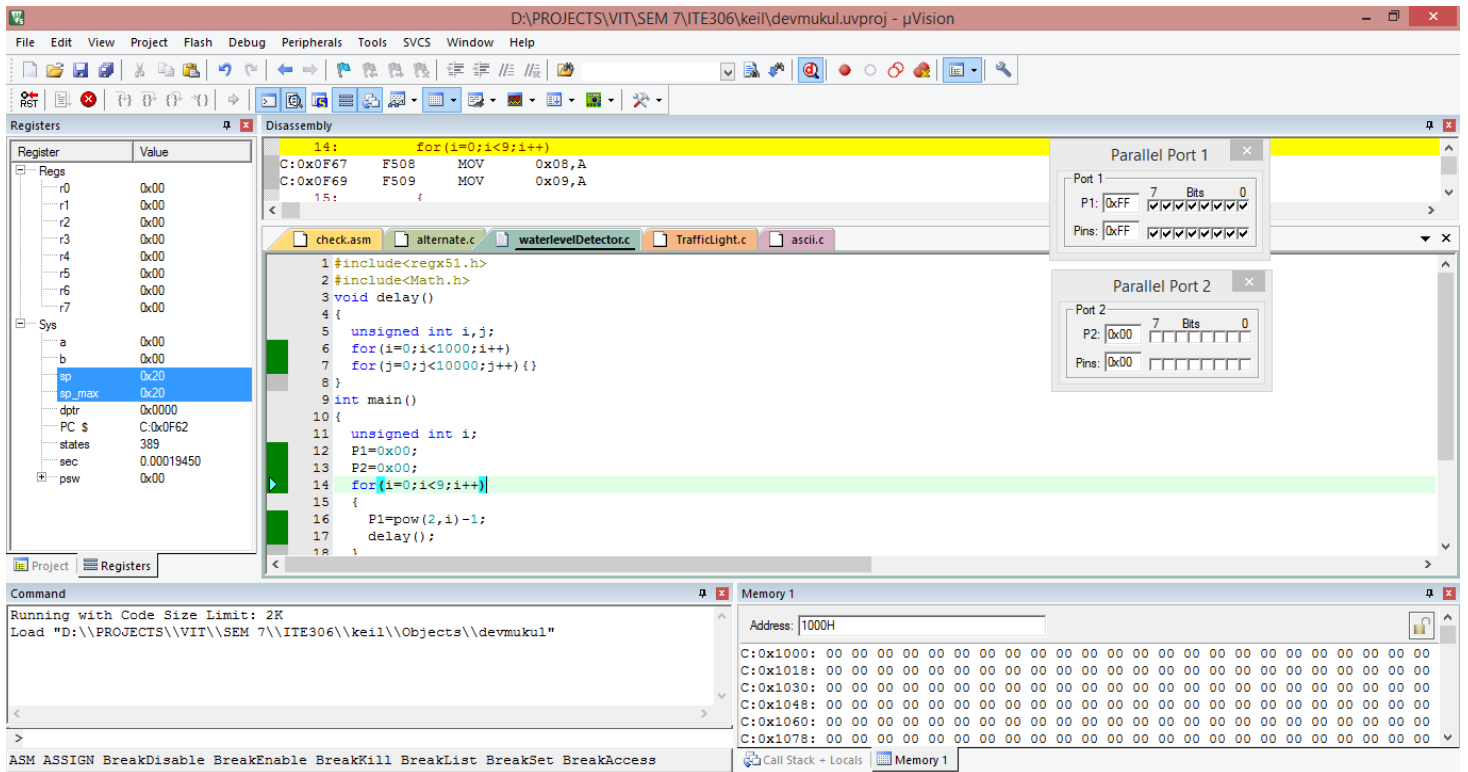 D:\PROJECTS\VIT\SEM 7\ITE306\keil\devmukul.uvproj - µVision
File Edit View Project Flash Debug Peripherals Tools SVCS Window Help
RST
Registers
Register Value
Regs
r0 0x00
r1 0x00
r2 0x00
r3 0x00
r4 0x00
r5 0x00
r6 0x00
r7 0x00
Sys
a 0x00
b 0x00
sp 0x20
sp_max 0x20
dptr 0x0000
PC $ C:0x0F62
states 389
sec 0.00019450
psw 0x00
Project Registers
Disassembly
14: for(i=0;i<9;i++)
C:0x0F67 F508 MOV 0x08,A
C:0x0F69 F509 MOV 0x09,A
15: {
check.asm alternate.c waterlevelDetector.c TrafficLight.c ascii.c
1 #include<regx51.h>
2 #include<Math.h>
3 void delay()
4 {
5 unsigned int i,j;
6 for(i=0;i<1000;i++)
7 for(j=0;j<10000;j++){}
8 }
9 int main()
10 {
11 unsigned int i;
12 P1=0x00;
13 P2=0x00;
14 for(i=0;i<9;i++)
15 {
16 P1=pow(2,i)-1;
17 delay();
18 }
Parallel Port 1
Port 1
7 Bits 0
P1: 0xFF
Pins: 0xFF
Parallel Port 2
Port 2
7 Bits 0
P2: 0x00
Pins: 0x00
Command
Running with Code Size Limit: 2K
Load "D:\\PROJECTS\\VIT\\SEM 7\\ITE306\\keil\\Objects\\devmukul"
>
ASM ASSIGN BreakDisable BreakEnable BreakKill BreakList BreakSet BreakAccess
Memory 1
Address: 1000H
C:0x1000: 00 00 00 00 00 00 00 00 00 00 00 00 00 00 00 00 00 00 00 00 00 00 00 00
C:0x1018: 00 00 00 00 00 00 00 00 00 00 00 00 00 00 00 00 00 00 00 00 00 00 00 00
C:0x1030: 00 00 00 00 00 00 00 00 00 00 00 00 00 00 00 00 00 00 00 00 00 00 00 00
C:0x1048: 00 00 00 00 00 00 00 00 00 00 00 00 00 00 00 00 00 00 00 00 00 00 00 00
C:0x1060: 00 00 00 00 00 00 00 00 00 00 00 00 00 00 00 00 00 00 00 00 00 00 00 00
C:0x1078: 00 00 00 00 00 00 00 00 00 00 00 00 00 00 00 00 00 00 00 00 00 00 00 00
Call Stack + Locals Memory 1